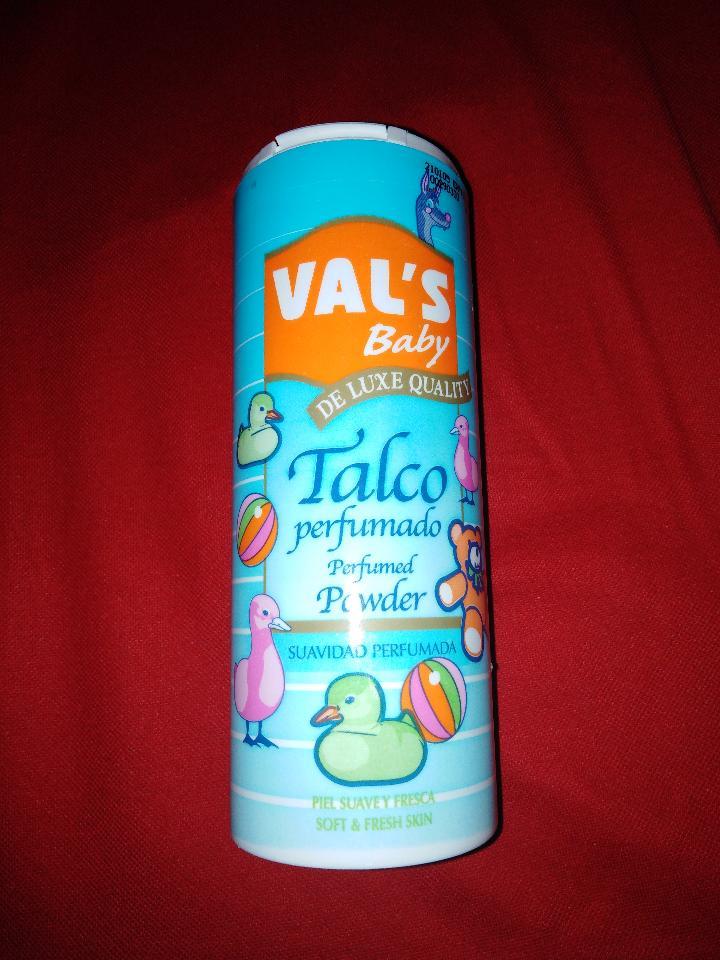 VAL'S
Baby
DE LUXE QUALITY
Talco
perfumado
Perfumed
Powder
SUAVIDAD PERFUMADA
PIEL SUAVE Y FRESCA
SOFT & FRESH SKIN